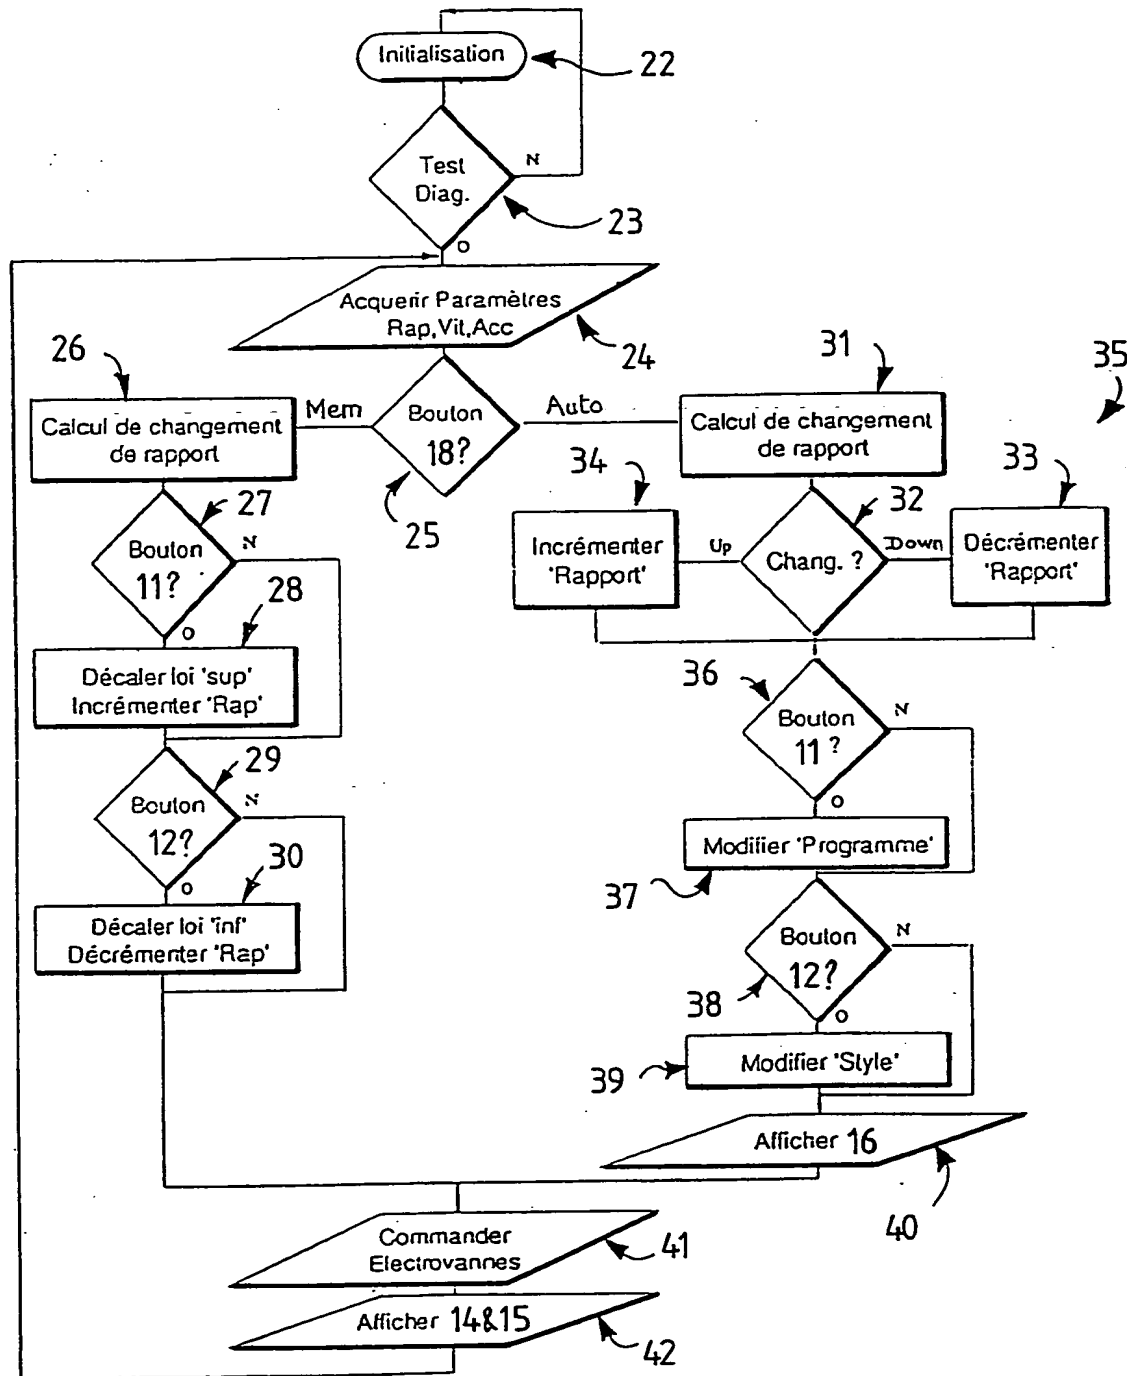 Initialisation
22
Test
Diag.
N
23
O
Acquerir Paramètres
Rap,Vit,Acc
24
26
31
35
Calcul de changement
de rapport
Mem
Bouton
18?
Auto
Calcul de changement
de rapport
25
27
Bouton
11?
N
O
28
34
33
32
Incrémenter
'Rapport'
Up
Chang. ?
Down
Décrémenter
'Rapport'
Décaler loi 'sup'
Incrémenter 'Rap'
36
Bouton
11?
N
O
29
Bouton
12?
N
O
30
Modifier 'Programme'
37
Décaler loi 'inf'
Décrémenter 'Rap'
Bouton
12?
N
38
O
Modifier 'Style'
39
Afficher 16
40
Commander
Electrovannes
41
Afficher 14&15
42